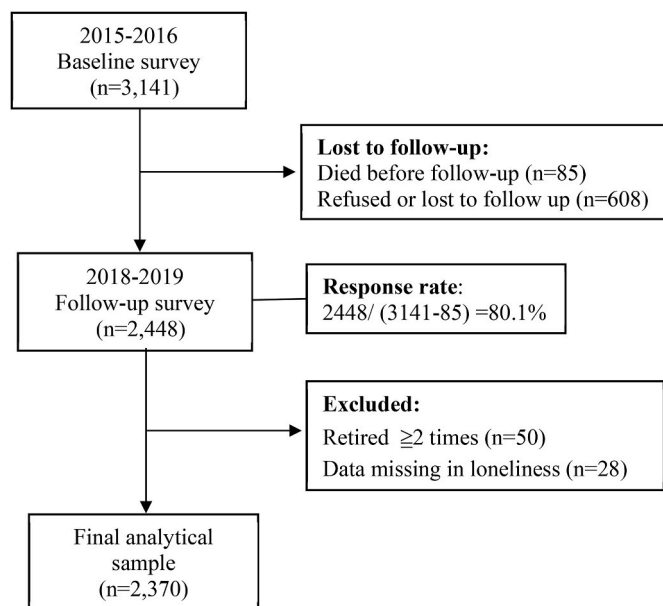 2015-2016
Baseline survey
(n=3,141)
Lost to follow-up:
Died before follow-up (n=85)
Refused or lost to follow up (n=608)
2018-2019
Follow-up survey
(n=2,448)
Response rate:
2448/ (3141-85) =80.1%
Excluded:
Retired ≧2 times (n=50)
Data missing in loneliness (n=28)
Final analytical
sample
(n=2,370)